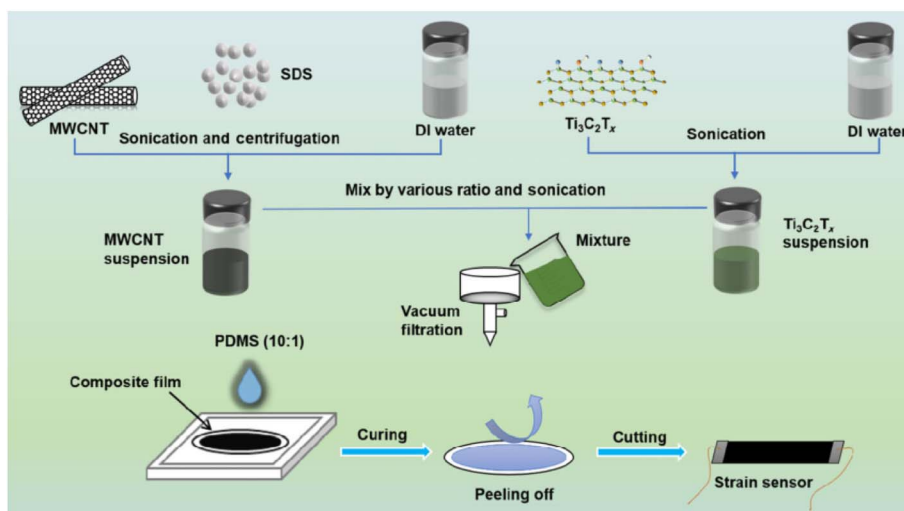 SDS
MWCNT
DI water
Ti₃C₂Tₓ
DI water
Sonication and centrifugation
Sonication
Mix by various ratio and sonication
MWCNT
suspension
Mixture
Ti₃C₂Tₓ
suspension
Vacuum
filtration
PDMS (10:1)
Composite film
Curing
Peeling off
Cutting
Strain sensor